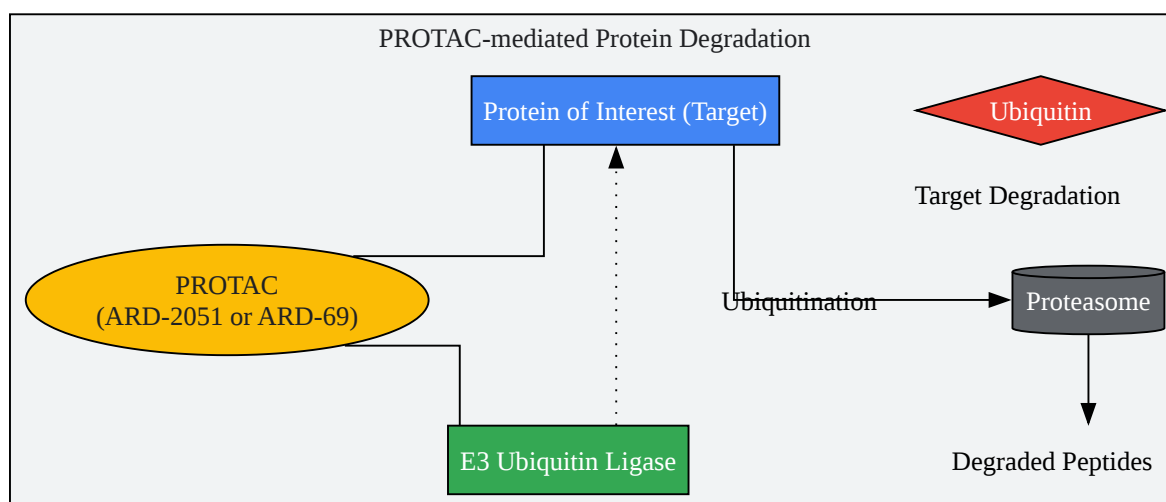 PROTAC-mediated Protein Degradation
Protein of Interest (Target)
Ubiquitin
Target Degradation
PROTAC
(ARD-2051 or ARD-69)
Ubiquitination
Proteasome
E3 Ubiquitin Ligase
Degraded Peptides